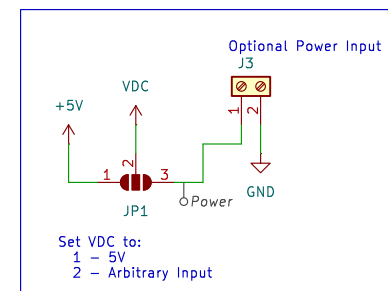 Optional Power Input
J3
VDC
+5V
1
2
2
1
3
Power
GND
JP1
Set VDC to:
1 – 5V
2 – Arbitrary Input